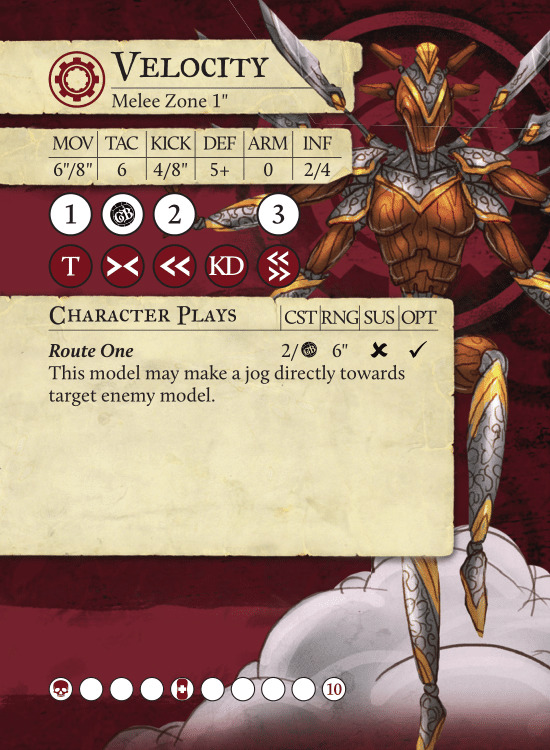 Velocity
Melee Zone 1"
MOV TAC KICK DEF ARM INF
6"/8" 6 4/8" 5+ 0 2/4
1 GB 2 3
T >< << KD << >>
Character Plays CST RNG SUS OPT
Route One 2/GB 6" ✘ ✓
This model may make a jog directly towards
target enemy model.
10